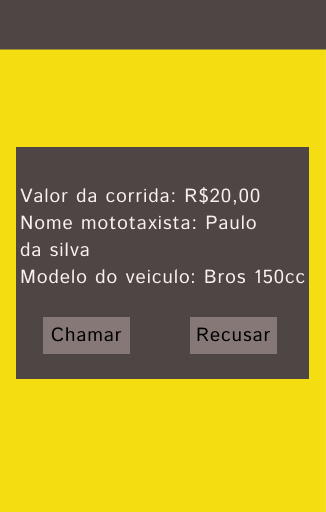 Valor da corrida: R$20,00
Nome mototaxista: Paulo
da silva
Modelo do veiculo: Bros 150cc
Chamar
Recusar